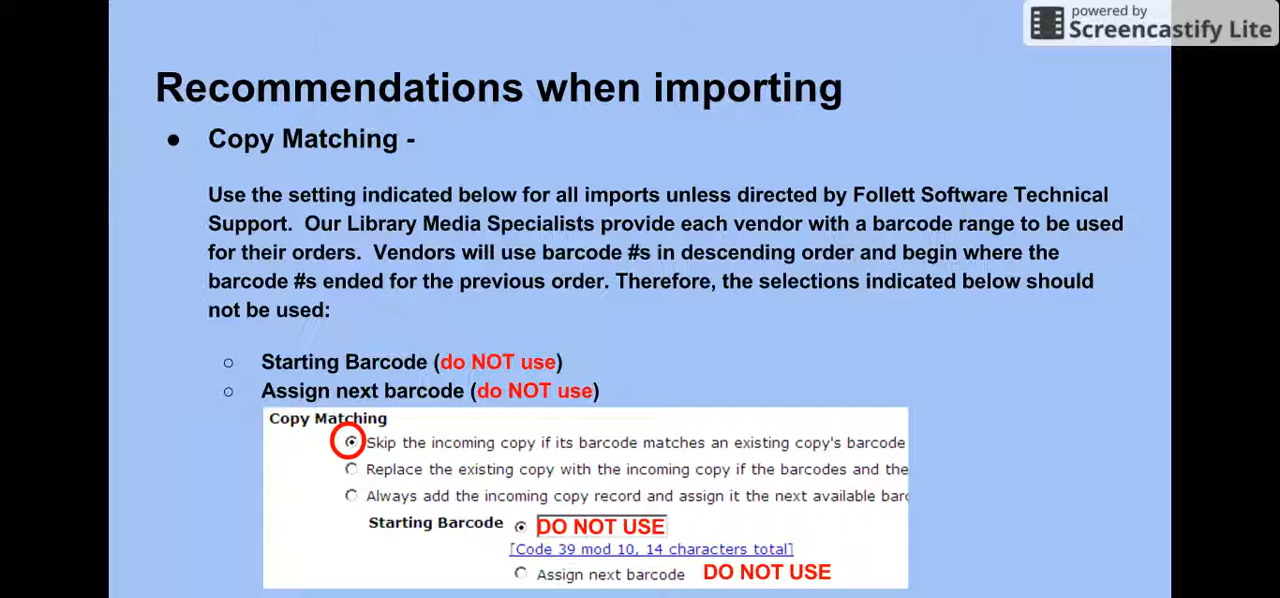 powered by
Screencastify Lite
Recommendations when importing
● Copy Matching -
Use the setting indicated below for all imports unless directed by Follett Software Technical
Support.  Our Library Media Specialists provide each vendor with a barcode range to be used
for their orders.  Vendors will use barcode #s in descending order and begin where the
barcode #s ended for the previous order. Therefore, the selections indicated below should
not be used:
○ Starting Barcode (do NOT use)
○ Assign next barcode (do NOT use)
Copy Matching
Skip the incoming copy if its barcode matches an existing copy's barcode
Replace the existing copy with the incoming copy if the barcodes and the
Always add the incoming copy record and assign it the next available
Starting Barcode DO NOT USE
[Code 39 mod 10, 14 characters total]
Assign next barcode DO NOT USE